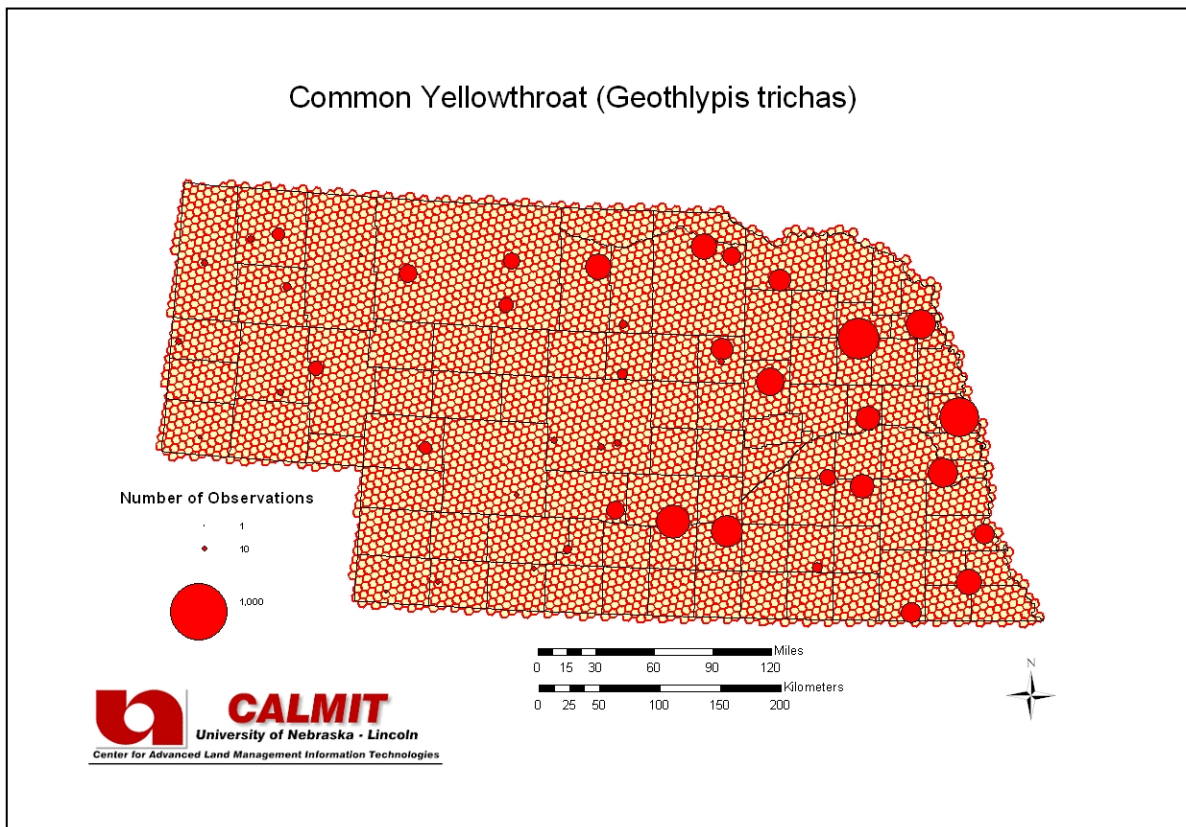 Common Yellowthroat (Geothlypis trichas)
Number of Observations
1
10
1,000
Miles
0 15 30 60 90 120
Kilometers
0 25 50 100 150 200
N
CALMIT
University of Nebraska - Lincoln
Center for Advanced Land Management Information Technologies